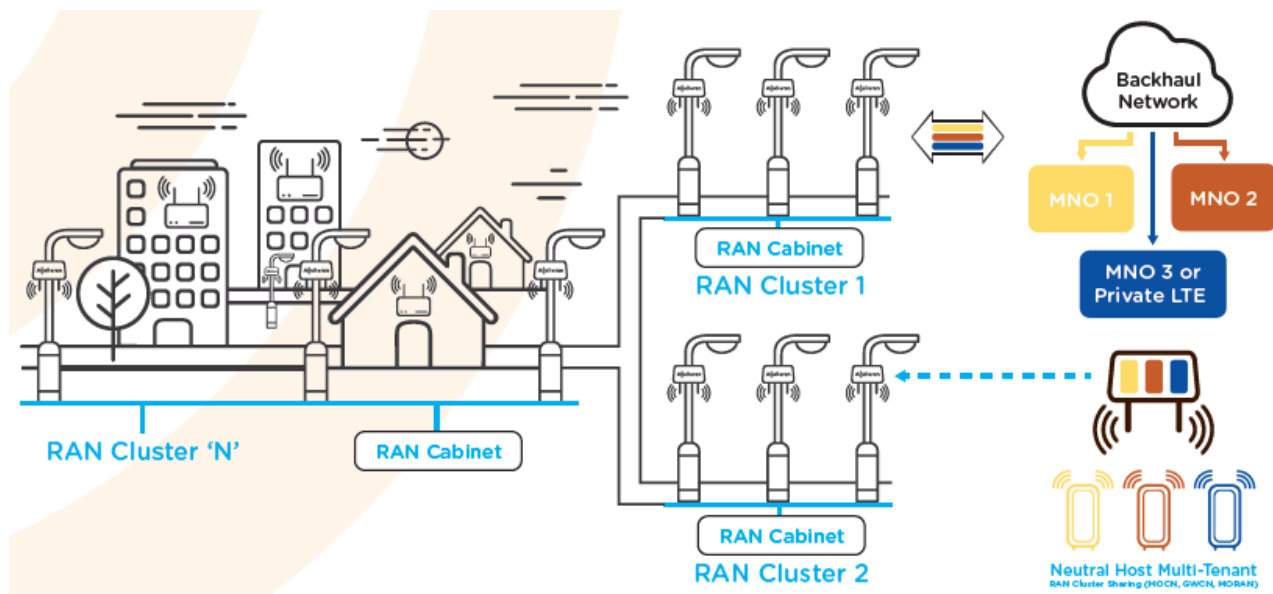 Backhaul
Network
MNO 1
MNO 2
MNO 3 or
Private LTE
RAN Cabinet
RAN Cluster 1
RAN Cluster 'N'
RAN Cabinet
RAN Cabinet
RAN Cluster 2
Neutral Host Multi-Tenant
RAN Cluster Sharing (MOCN, GWCN, MORAN)